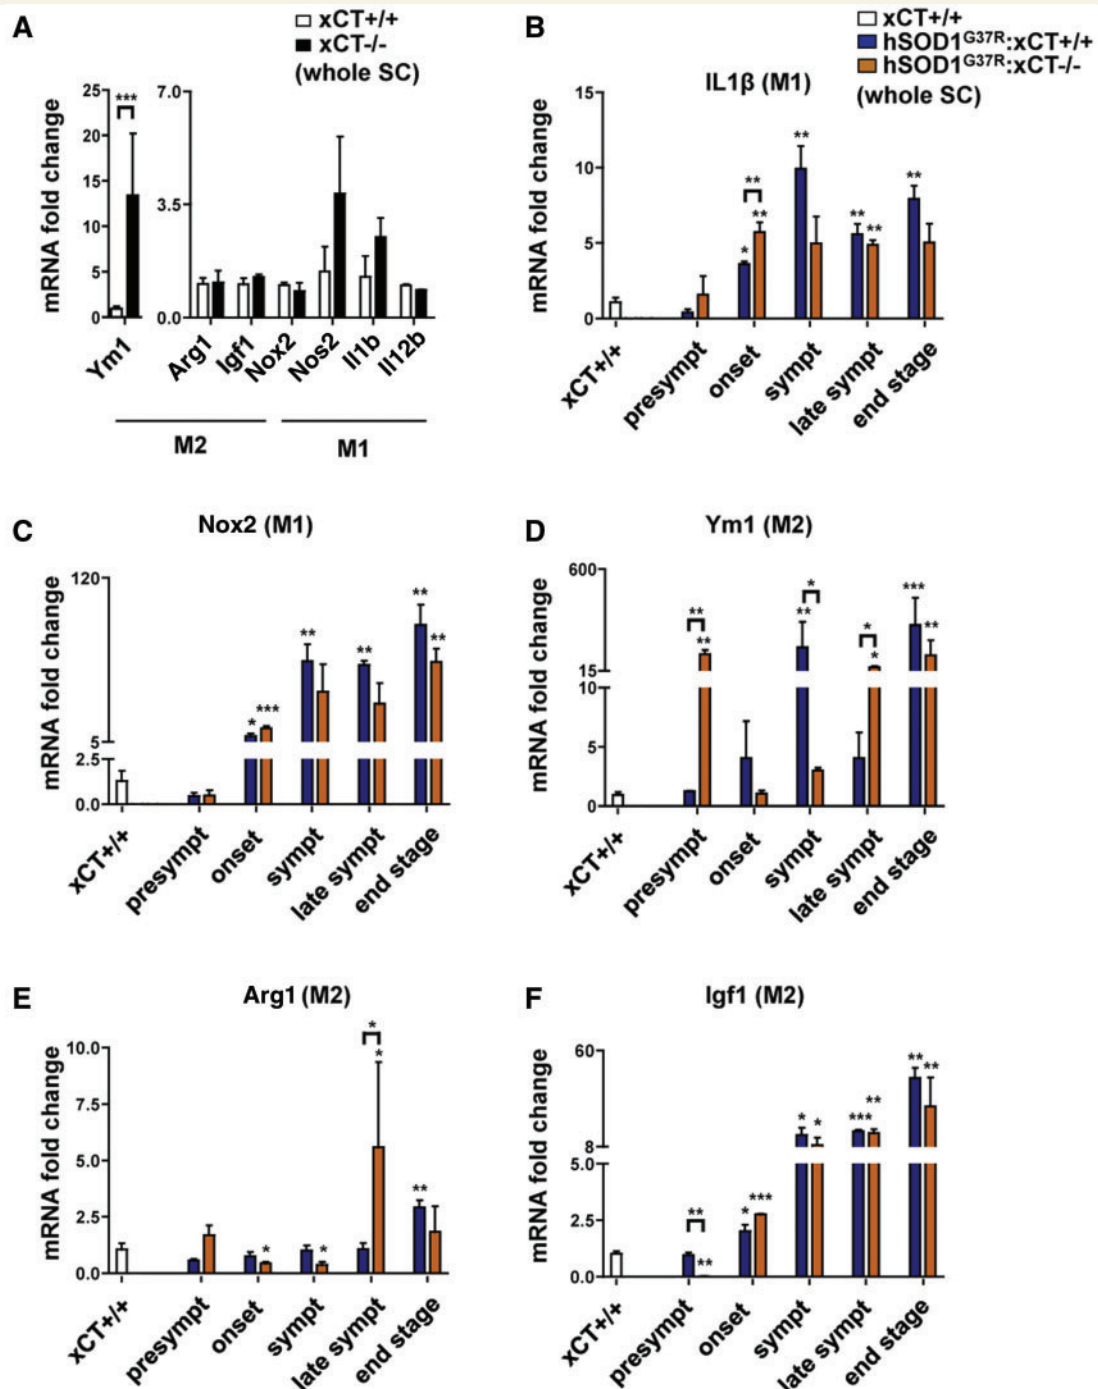 A
xCT+/+
xCT-/-
(whole SC)
mRNA fold change
25
20
15
10
5
0
***
7.0
3.5
0.0
Ym1
Arg1
Igf1
Nox2
Nos2
Il1b
Il12b
M2
M1
B
xCT+/+
hSOD1G37R:xCT+/+
hSOD1G37R:xCT-/-
(whole SC)
IL1β (M1)
mRNA fold change
15
10
5
0
*
**
**
**
**
**
**
xCT+/+
presympt
onset
sympt
late sympt
end stage
C
Nox2 (M1)
mRNA fold change
120
5
2.5
0.0
*
***
**
**
**
**
xCT+/+
presympt
onset
sympt
late sympt
end stage
D
Ym1 (M2)
mRNA fold change
600
15
10
5
0
**
**
*
**
*
*
***
**
xCT+/+
presympt
onset
sympt
late sympt
end stage
E
Arg1 (M2)
mRNA fold change
10.0
7.5
5.0
2.5
0.0
*
*
*
*
**
xCT+/+
presympt
onset
sympt
late sympt
end stage
F
Igf1 (M2)
mRNA fold change
60
8
5.0
2.5
0.0
**
**
*
***
*
*
***
**
**
**
xCT+/+
presympt
onset
sympt
late sympt
end stage